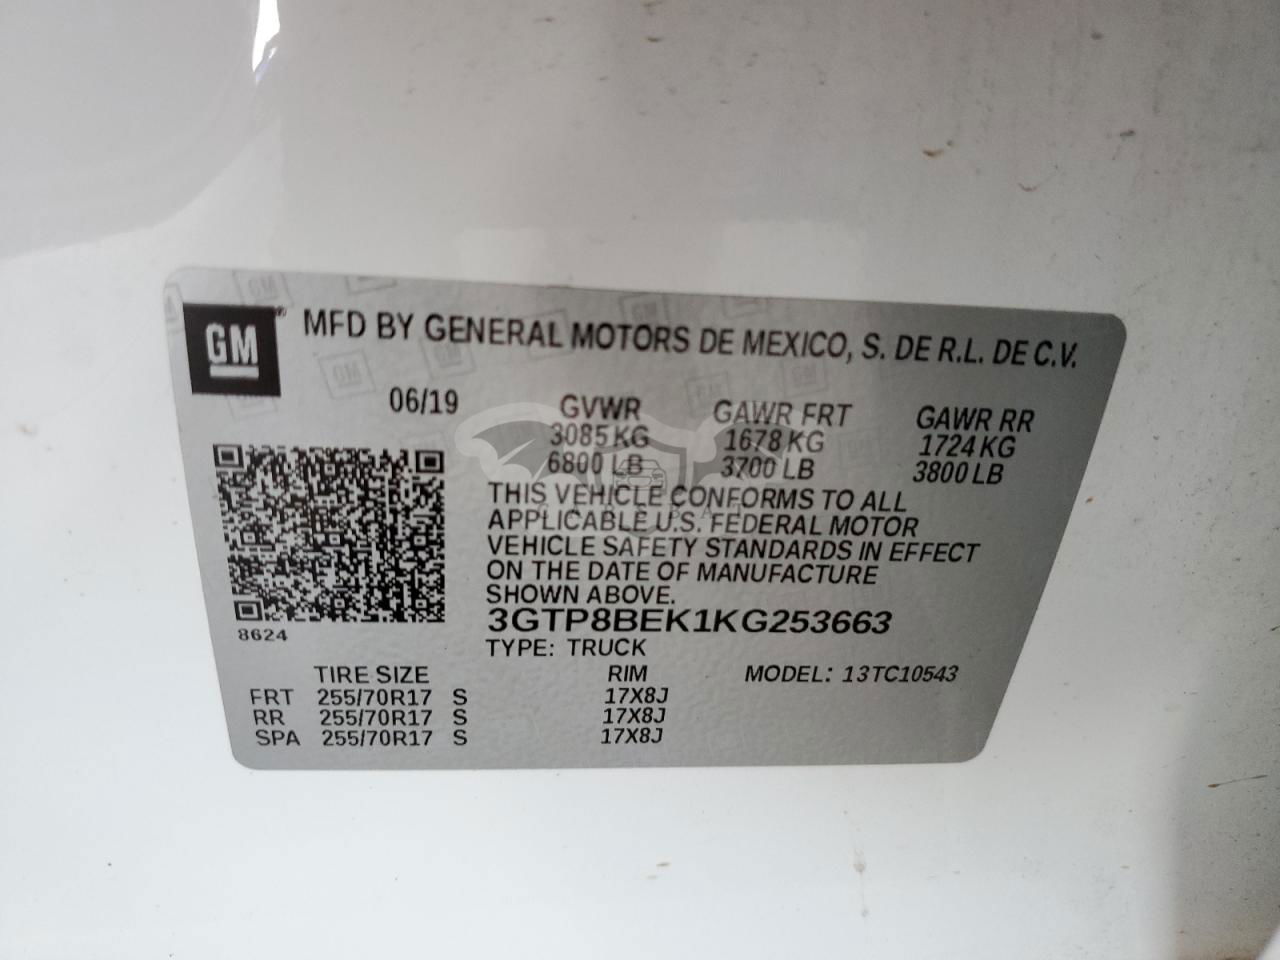 GM
MFD BY GENERAL MOTORS DE MEXICO, S. DE R.L. DE C.V.
06/19
GVWR GAWR FRT GAWR RR
3085 KG 1678 KG 1724 KG
6800 LB 3700 LB 3800 LB
THIS VEHICLE CONFORMS TO ALL
APPLICABLE U.S. FEDERAL MOTOR
VEHICLE SAFETY STANDARDS IN EFFECT
ON THE DATE OF MANUFACTURE
SHOWN ABOVE.
3GTP8BEK1KG253663
8624
TYPE: TRUCK
TIRE SIZE RIM MODEL: 13TC10543
FRT 255/70R17 S 17X8J
RR 255/70R17 S 17X8J
SPA 255/70R17 S 17X8J